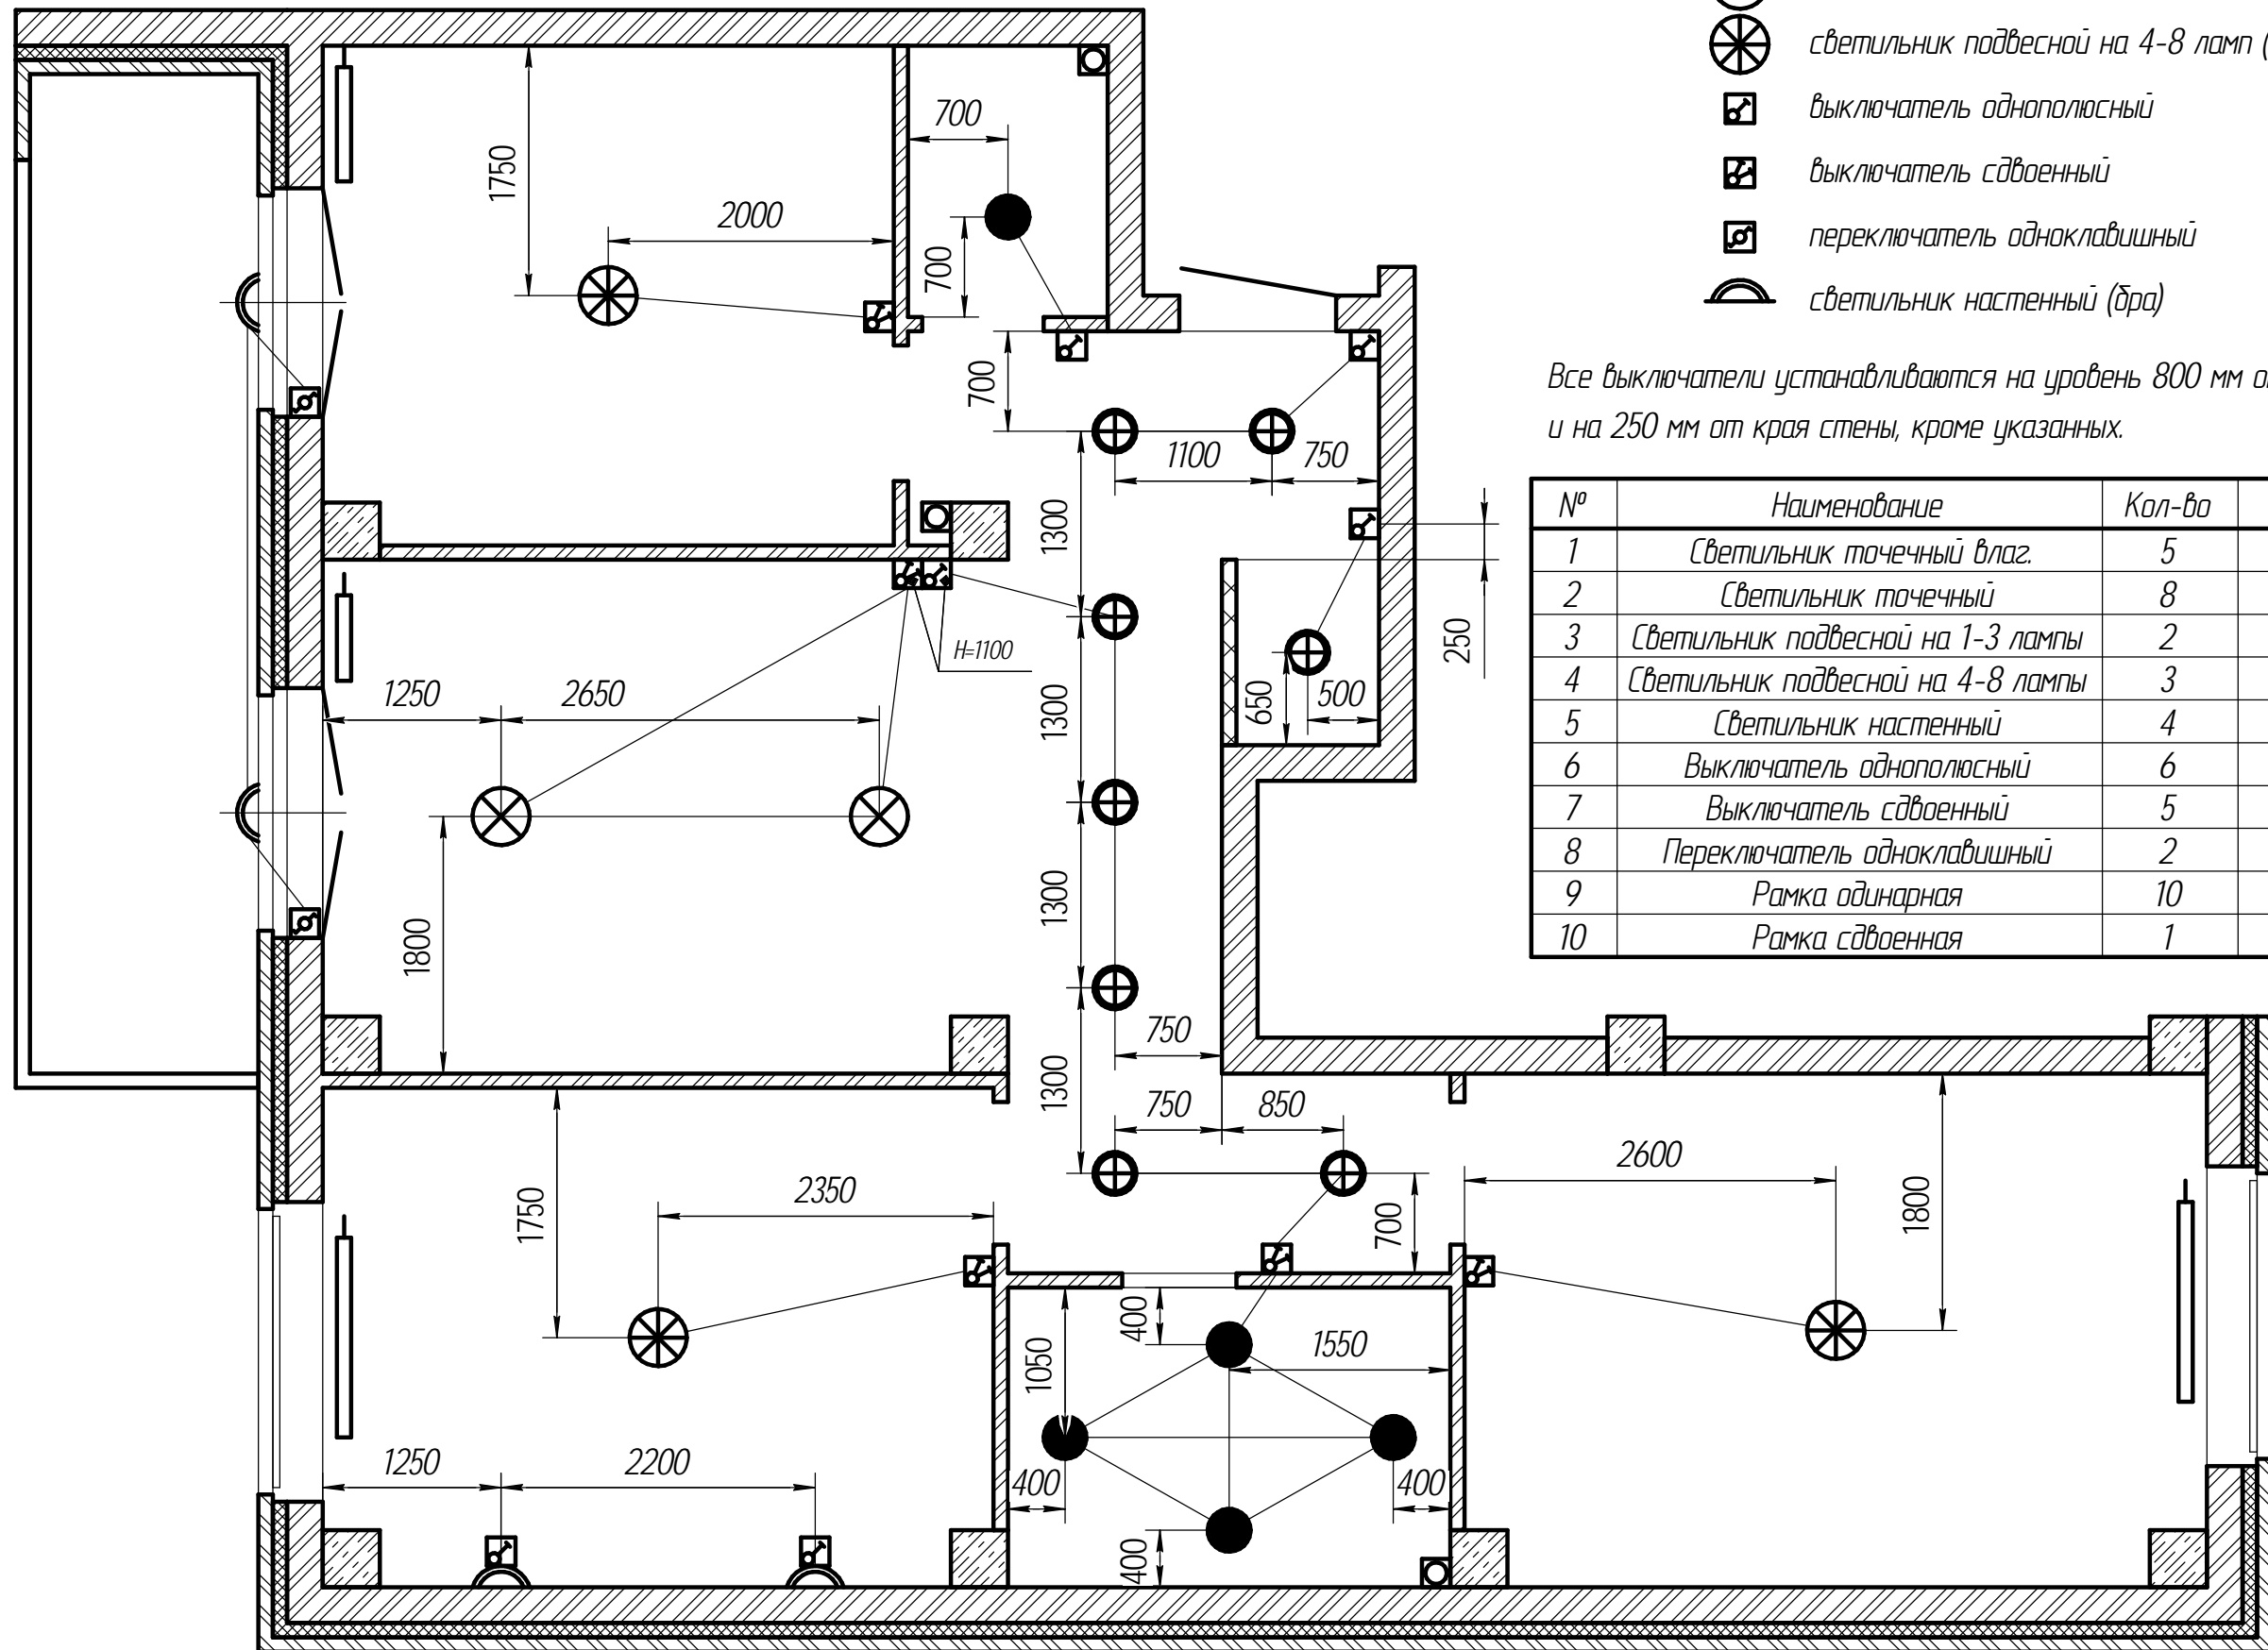 светильник подвесной на 4-8 ламп (
выключатель однополюсный
выключатель сдвоенный
переключатель одноклавишный
светильник настенный (бра)
Все выключатели устанавливаются на уровень 800 мм о
и на 250 мм от края стены, кроме указанных.
№ Наименование Кол-во
1 Светильник точечный влаг. 5
2 Светильник точечный 8
3 Светильник подвесной на 1-3 лампы 2
4 Светильник подвесной на 4-8 лампы 3
5 Светильник настенный 4
6 Выключатель однополюсный 6
7 Выключатель сдвоенный 5
8 Переключатель одноклавишный 2
9 Рамка одинарная 10
10 Рамка сдвоенная 1
700
1750
2000
700
700
1100
750
1300
H=1100
250
1250
2650
1300
650
500
1300
1800
750
1300
750
850
2600
1750
2350
700
1800
400
1050
1550
1250
2200
400
400
400